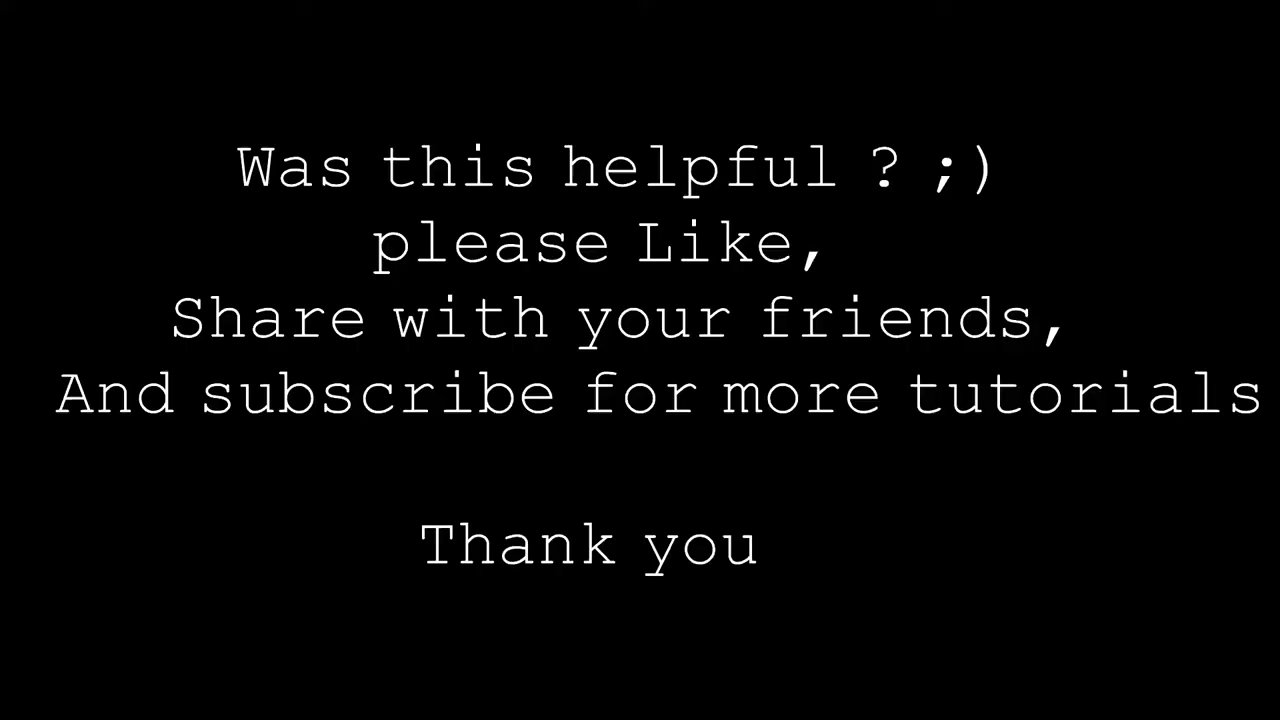 Was this helpful ? ;)
please Like,
Share with your friends,
And subscribe for more tutorials
Thank you